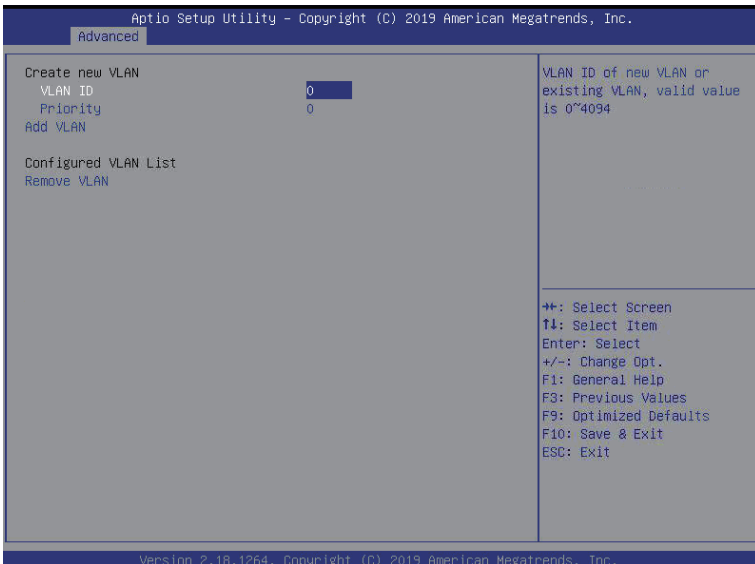 Aptio Setup Utility – Copyright (C) 2019 American Megatrends, Inc.
Advanced
Create new VLAN
VLAN ID 0
Priority 0
Add VLAN
Configured VLAN List
Remove VLAN
VLAN ID of new VLAN or
existing VLAN, valid value
is 0~4094
→←: Select Screen
↑↓: Select Item
Enter: Select
+/-: Change Opt.
F1: General Help
F3: Previous Values
F9: Optimized Defaults
F10: Save & Exit
ESC: Exit
Version 2.18.1264. Copyright (C) 2019 American Megatrends, Inc.